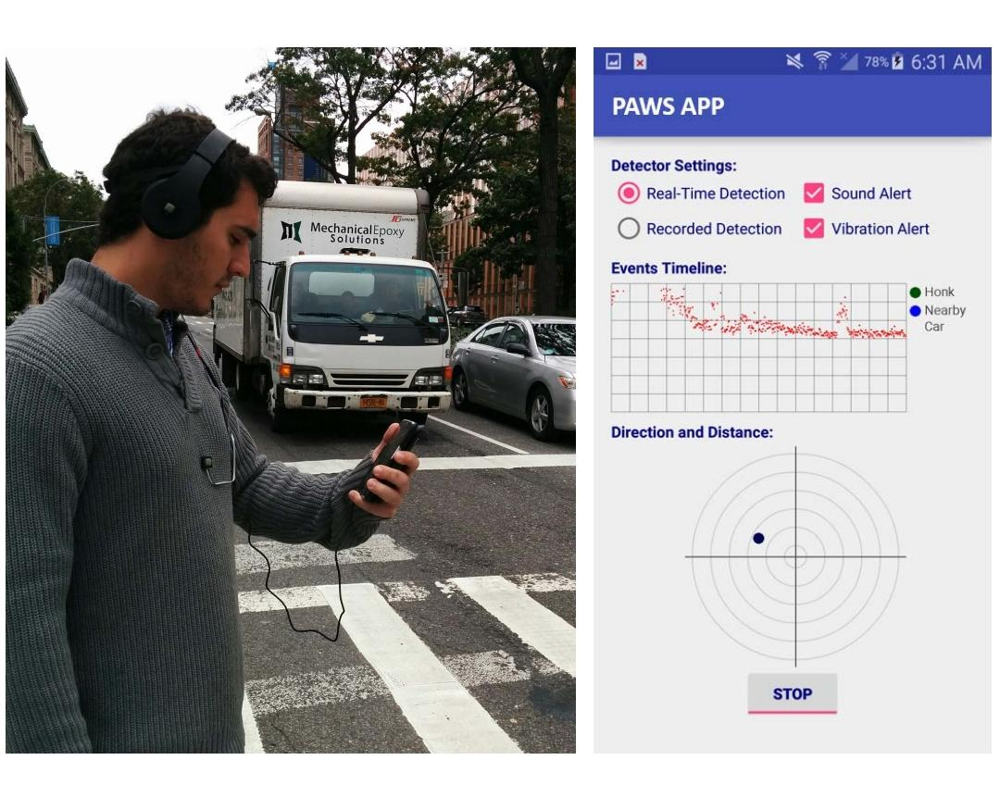 MechanicalEpoxy
Solutions
78% 6:31 AM
PAWS APP
Detector Settings:
Real-Time Detection Sound Alert
Recorded Detection Vibration Alert
Events Timeline:
Honk
Nearby
Car
Direction and Distance:
STOP